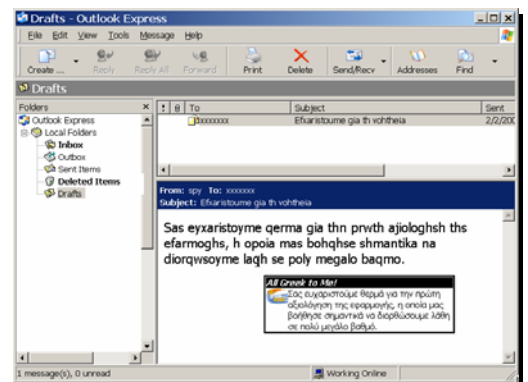 Drafts - Outlook Express
File Edit View Tools Message Help
Create ... Reply Reply All Forward Print Delete Send/Recv Addresses Find
Drafts
Folders
Outlook Express
Local Folders
Inbox
Outbox
Sent Items
Deleted Items
Drafts
! To Subject Sent
xxxxxxx Efxaristoume gia th vohtheia 2/2/200
From: spy To: xxxxxx
Subject: Efxaristoume gia th vohtheia
Sas eyxaristoyme qerma gia thn prwth ajiologhsh ths
efarmoghs, h opoia mas bohqhse shmantika na
diorqwsoyme laqh se poly megalo baqmo.
All Greek to Me!
Σας ευχαριστούμε θερμά για την πρώτη
αξιολόγηση της εφαρμογής, η οποία μας
βοήθησε σημαντικά να διορθώσουμε λάθη
σε πολύ μεγάλο βαθμό.
1 message(s), 0 unread Working Online